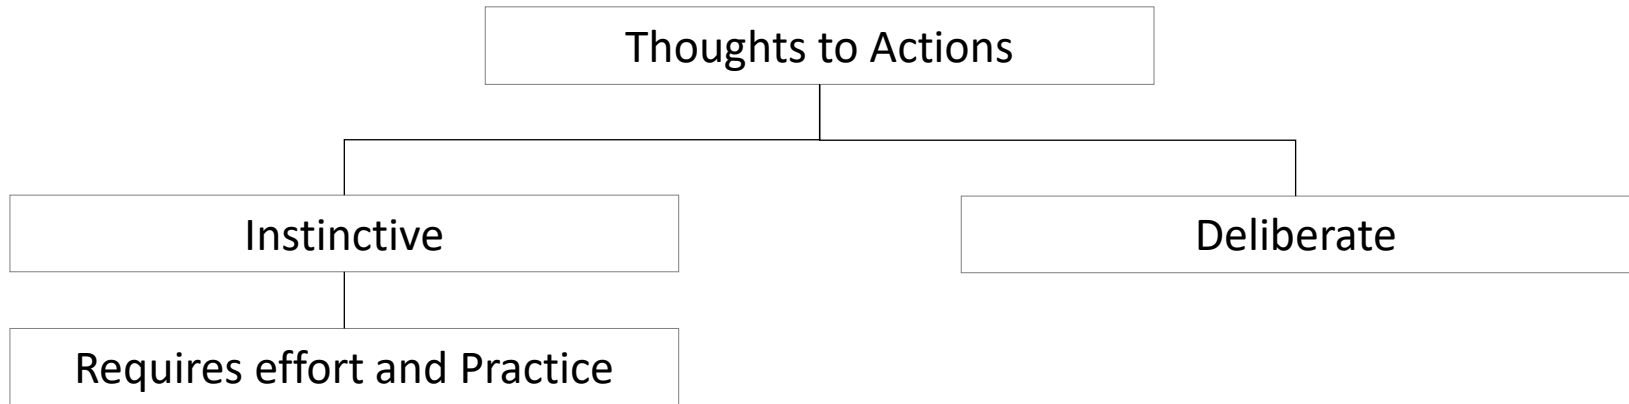 Thoughts to Actions
Instinctive
Deliberate
Requires effort and Practice